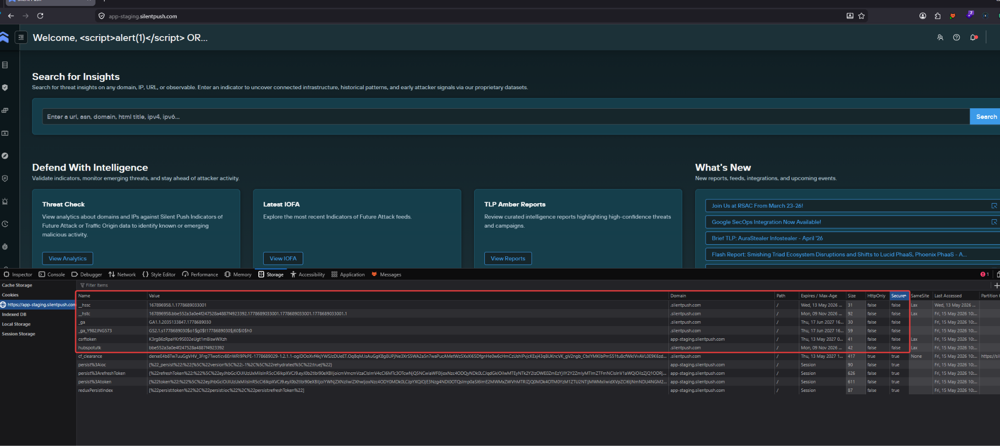 app-staging.silentpush.com
7
Welcome, <script>alert(1)</script> OR...
Search for Insights
Search for threat insights on any domain, IP, URL, or observable. Enter an indicator to uncover connected infrastructure, historical patterns, and early attacker signals via our proprietary datasets.
Enter a url, asn, domain, html title, ipv4, ipv6...
Search
Defend With Intelligence
Validate indicators, monitor emerging threats, and stay ahead of attacker activity.
Threat Check
View analytics about domains and IPs against Silent Push Indicators of
Future Attack or Traffic Origin data to identify known or emerging
malicious activity.
View Analytics
Latest IOFA
Explore the most recent Indicators of Future Attack feeds.
View IOFA
TLP Amber Reports
Review curated intelligence reports highlighting high-confidence threats
and campaigns.
View Reports
What's New
New reports, feeds, integrations, and upcoming events.
Join Us at RSAC From March 23-26!
Google SecOps Integration Now Available!
Brief TLP: AuraStealer Infostealer - April '26
Flash Report: Smishing Triad Ecosystem Disruptions and Shifts to Lucid PhaaS, Phoenix PhaaS - A...
Inspector Console Debugger Network Style Editor Performance Memory Storage Accessibility Application Messages 1
Cache Storage
Cookies
https://app-staging.silentpush.com
Indexed DB
Local Storage
Session Storage
Filter Items
Name Value Domain Path Expires / Max-Age Size HttpOnly Secure SameSite Last Accessed Partition
__hssc 167896958.1.1778689033001 .silentpush.com / Wed, 13 May 2026 ... 31 false false Lax Wed, 13 May 2026 ...
__hstc 167896958.bbe552a3a0e4f247528a4887f4923392.1778689033001.1778689033001.1778689033001.1 .silentpush.com / Mon, 09 Nov 2026 ... 92 false false Lax Fri, 15 May 2026 10:...
_ga GA1.1.2035133847.1778689030 .silentpush.com / Thu, 17 Jun 2027 16... 30 false false Fri, 15 May 2026 10:...
_ga_Y982JNG573 GS2.1.s1778689030$o1$g0$t1778689030$j60$l0$h0 .silentpush.com / Thu, 17 Jun 2027 16... 59 false false Fri, 15 May 2026 10:...
csrftoken K3rg86zRpaYKr9SE02eUgt1m8iswWXzh app-staging.silentpush.com / Thu, 13 May 2027 0... 41 false false Lax Fri, 15 May 2026 10:...
hubspotutk bbe552a3a0e4f247528a4887f4923392 .silentpush.com / Mon, 09 Nov 2026 ... 42 false false Lax Fri, 15 May 2026 10:...
cf_clearance .silentpush.com / Thu, 13 May 2027 1... 417 true true None Fri, 15 May 2026 10:... https://sil
persist%3Aioc {%22_persist%22:%22{%5C%22version%5C%22:-1%2C%5C%22rehydrated%5C%22:true}%22} app-staging.silentpush.com / Session 90 false true Fri, 15 May 2026 10:...
persist%3ArefreshToken app-staging.silentpush.com / Session 626 false true Fri, 15 May 2026 10:...
persist%3Atoken app-staging.silentpush.com / Session 611 false true Fri, 15 May 2026 10:...
reduxPersistIndex [%22persist:token%22%2C%22persist:ioc%22%2C%22persist:refreshToken%22] app-staging.silentpush.com / Session 87 false true Fri, 15 May 2026 10:...